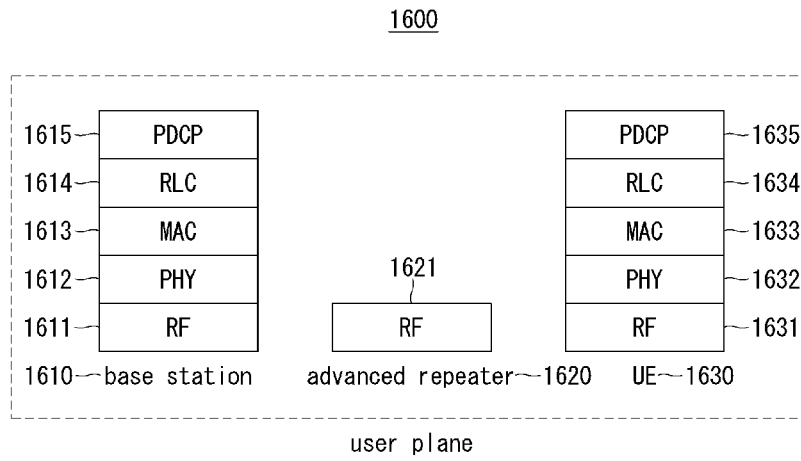 1600
1615 PDCP PDCP 1635
1614 RLC RLC 1634
1613 MAC MAC 1633
1621
1612 PHY PHY 1632
1611 RF RF RF 1631
1610 base station advanced repeater 1620 UE 1630
user plane